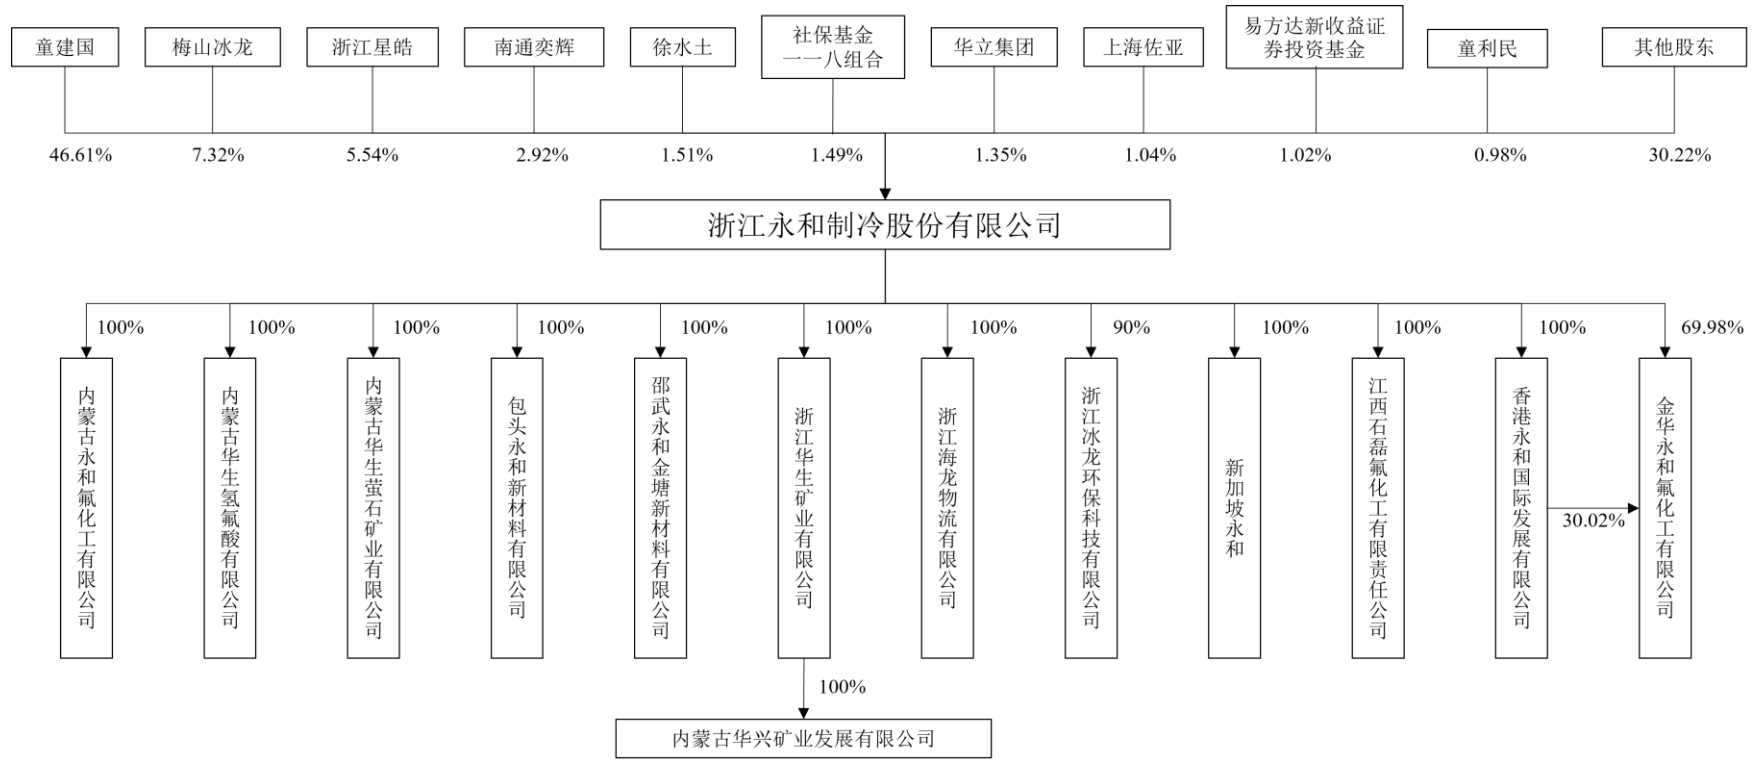 童建国
梅山冰龙
浙江星皓
南通奕辉
徐水土
社保基金
一一八组合
华立集团
上海佐亚
易方达新收益证
券投资基金
童利民
其他股东
46.61%
7.32%
5.54%
2.92%
1.51%
1.49%
1.35%
1.04%
1.02%
0.98%
30.22%
浙江永和制冷股份有限公司
100%
100%
100%
100%
100%
100%
100%
90%
100%
100%
100%
69.98%
内蒙古永和氟化工有限公司
内蒙古华生氢氟酸有限公司
内蒙古华生萤石矿业有限公司
包头永和新材料有限公司
邵武永和金塘新材料有限公司
浙江华生矿业有限公司
浙江海龙物流有限公司
浙江冰龙环保科技有限公司
新加坡永和
江西石磊氟化工有限责任公司
香港永和国际发展有限公司
30.02%
金华永和氟化工有限公司
100%
内蒙古华兴矿业发展有限公司